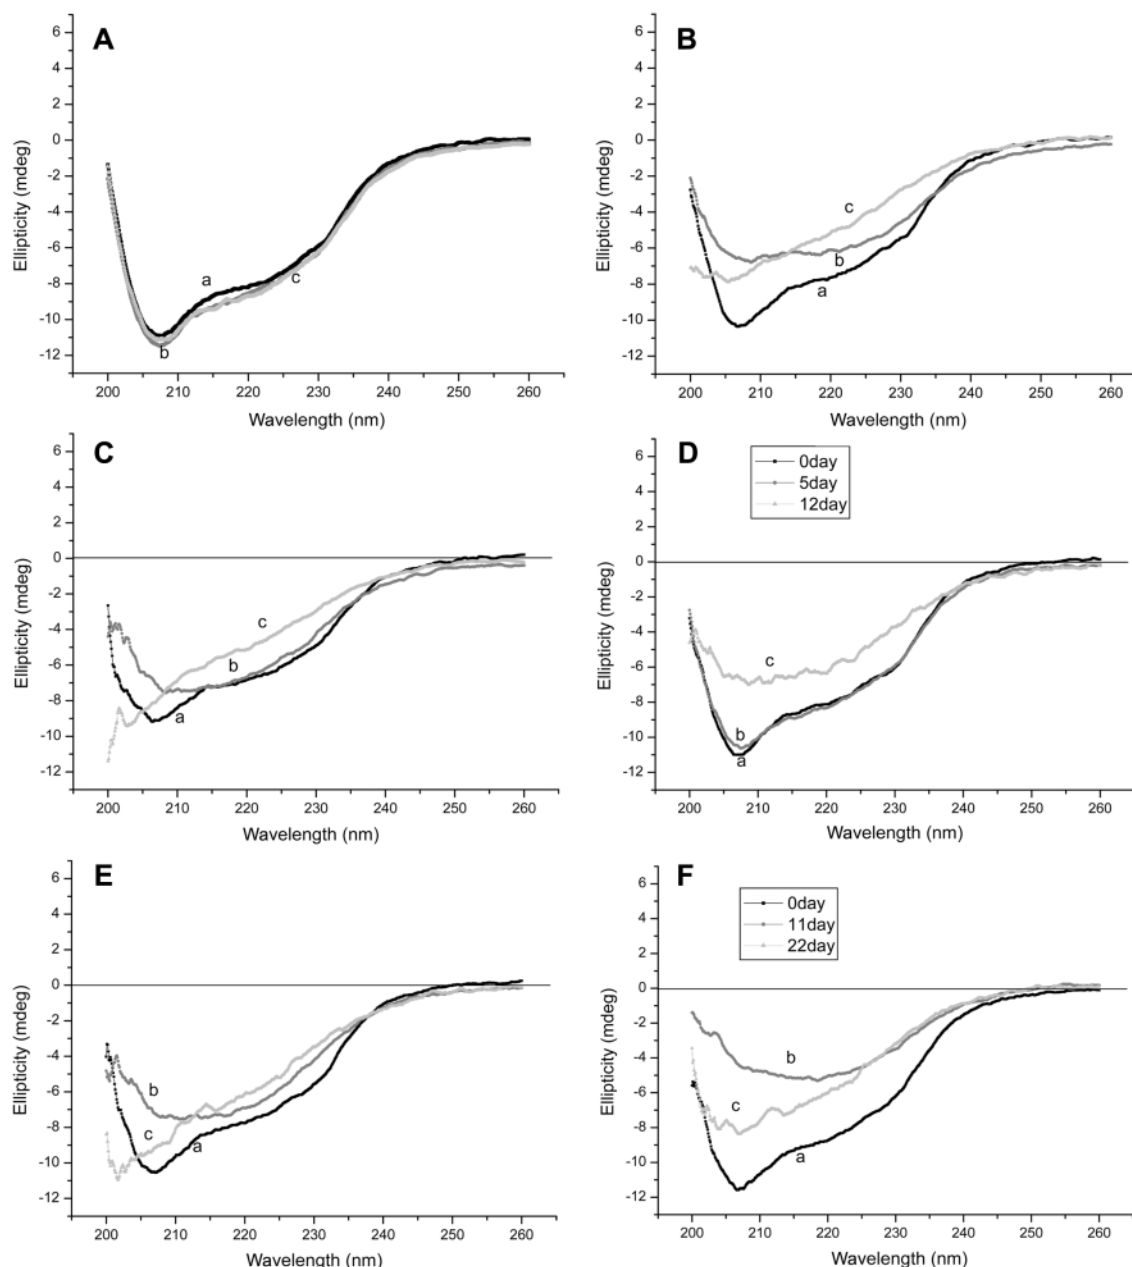 A
6
4
2
0
-2
-4
-6
-8
-10
-12
Ellipticity (mdeg)
a
c
b
200 210 220 230 240 250 260
Wavelength (nm)
B
6
4
2
0
-2
-4
-6
-8
-10
-12
Ellipticity (mdeg)
c
b
a
200 210 220 230 240 250 260
Wavelength (nm)
C
6
4
2
0
-2
-4
-6
-8
-10
-12
Ellipticity (mdeg)
c
b
a
200 210 220 230 240 250 260
Wavelength (nm)
D
0day
5day
12day
6
4
2
0
-2
-4
-6
-8
-10
-12
Ellipticity (mdeg)
c
b
a
200 210 220 230 240 250 260
Wavelength (nm)
E
6
4
2
0
-2
-4
-6
-8
-10
-12
Ellipticity (mdeg)
b
c
a
200 210 220 230 240 250 260
Wavelength (nm)
F
0day
11day
22day
6
4
2
0
-2
-4
-6
-8
-10
-12
Ellipticity (mdeg)
b
c
a
200 210 220 230 240 250 260
Wavelength (nm)